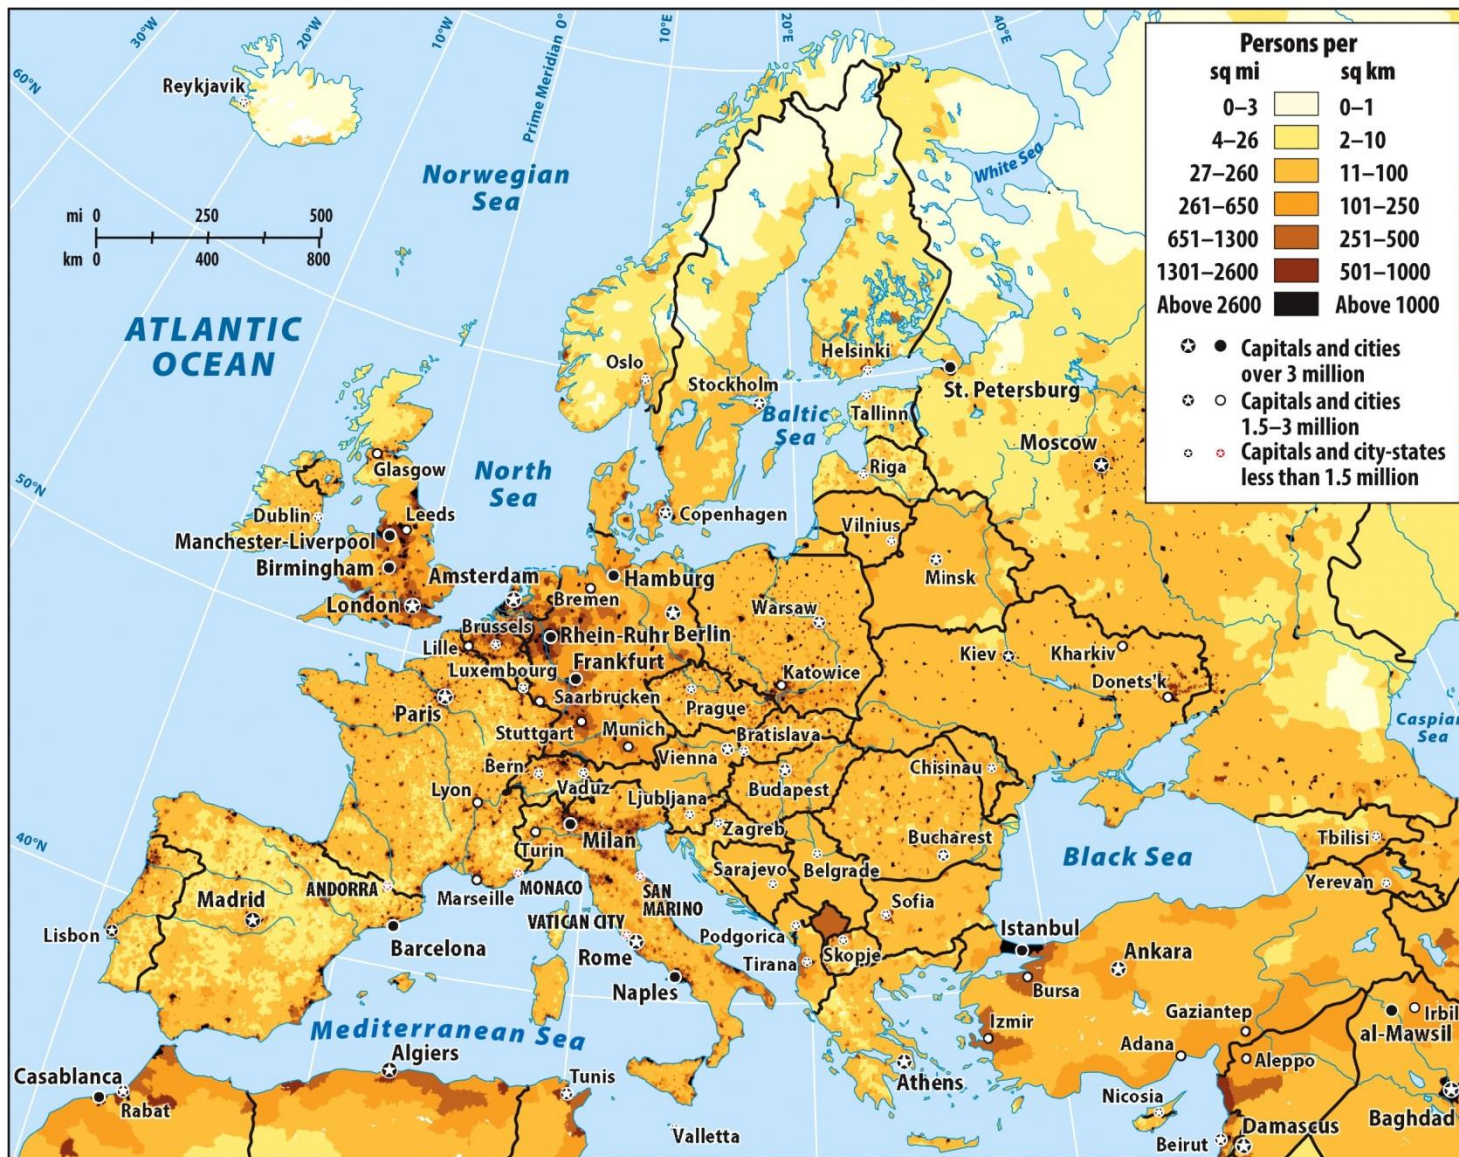 30°W
20°W
10°W
Prime Meridian 0°
10°E
20°E
40°E
60°N
50°N
40°N
Persons per
sq mi sq km
0–3 0–1
4–26 2–10
27–260 11–100
261–650 101–250
651–1300 251–500
1301–2600 501–1000
Above 2600 Above 1000
Capitals and cities
over 3 million
Capitals and cities
1.5–3 million
Capitals and city-states
less than 1.5 million
Reykjavik
Norwegian
Sea
White Sea
mi 0 250 500
km 0 400 800
ATLANTIC
OCEAN
Oslo
Stockholm
Helsinki
St. Petersburg
Baltic
Sea
Tallinn
Moscow
Riga
North
Sea
Glasgow
Dublin
Leeds
Copenhagen
Vilnius
Manchester-Liverpool
Birmingham
Amsterdam
Hamburg
Minsk
Bremen
London
Warsaw
Brussels
Rhein-Ruhr
Berlin
Lille
Luxembourg
Frankfurt
Katowice
Kiev
Kharkiv
Donets'k
Saarbrucken
Prague
Paris
Stuttgart
Munich
Bratislava
Vienna
Caspian
Sea
Bern
Vaduz
Budapest
Chisinau
Lyon
Ljubljana
Zagreb
Milan
Turin
Bucharest
Tbilisi
Black Sea
Belgrade
Sarajevo
Yerevan
ANDORRA
Marseille
MONACO
SAN
MARINO
Madrid
VATICAN CITY
Sofia
Lisbon
Barcelona
Rome
Podgorica
Skopje
Istanbul
Ankara
Tirana
Naples
Bursa
Gaziantep
Irbil
al-Mawsil
Mediterranean Sea
Izmir
Adana
Aleppo
Algiers
Casablanca
Tunis
Athens
Rabat
Nicosia
Baghdad
Valletta
Beirut
Damascus